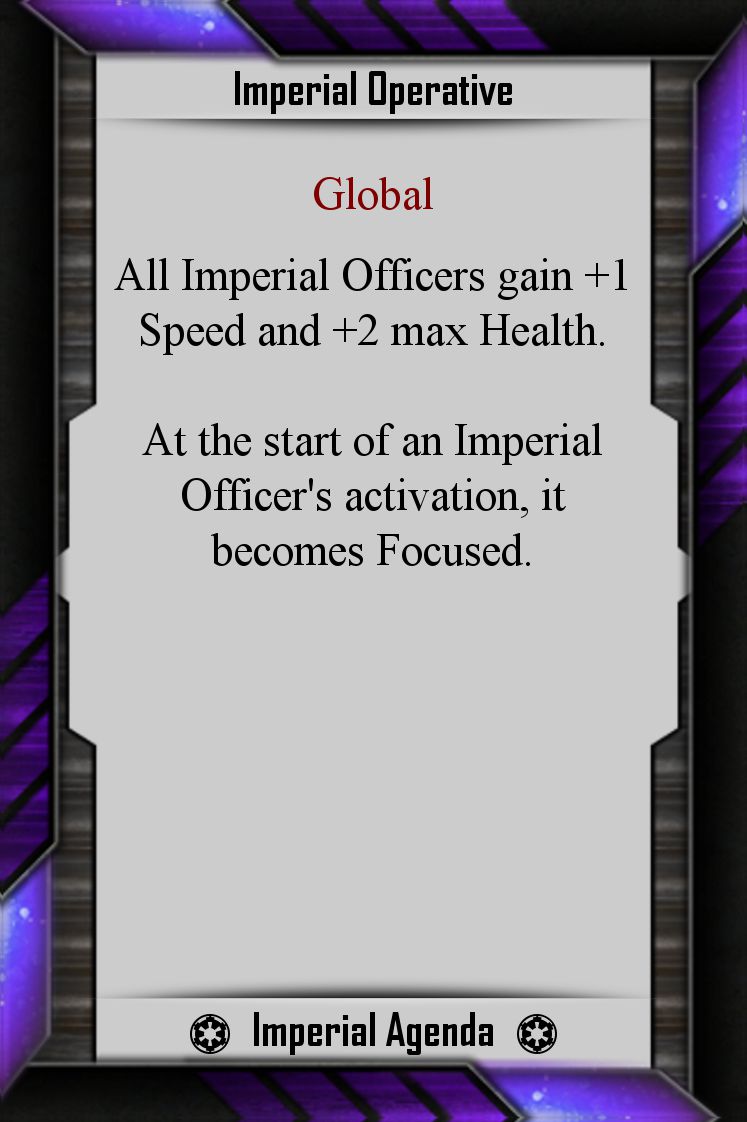 Imperial Operative
Global
All Imperial Officers gain +1
Speed and +2 max Health.
At the start of an Imperial
Officer's activation, it
becomes Focused.
Imperial Agenda